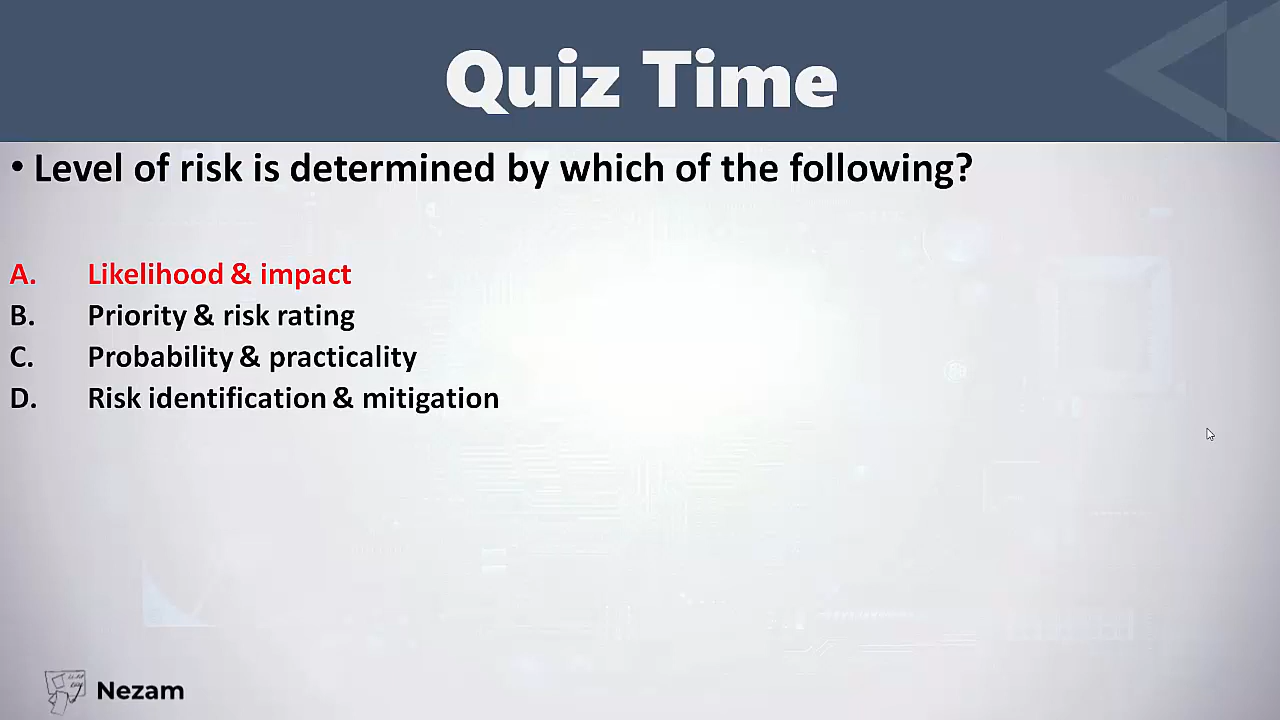 Quiz Time
• Level of risk is determined by which of the following?
A. Likelihood & impact
B. Priority & risk rating
C. Probability & practicality
D. Risk identification & mitigation
Nezam